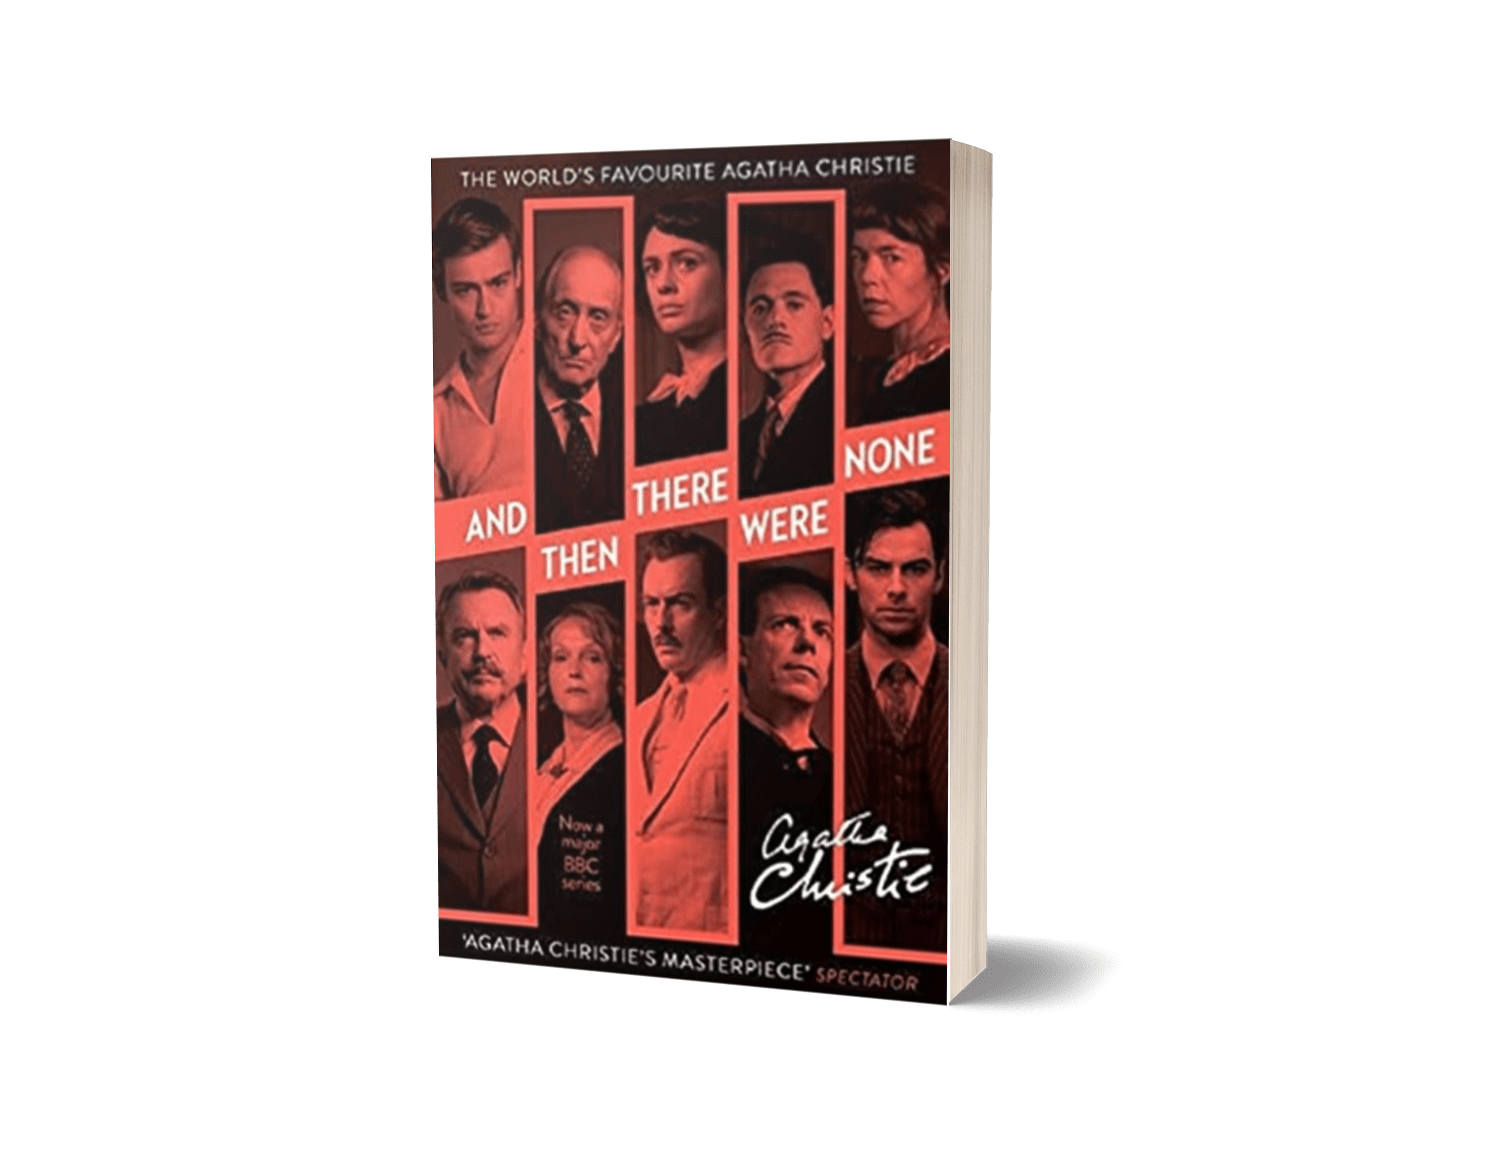 THE WORLD'S FAVOURITE AGATHA CHRISTIE
AND
THEN
THERE
WERE
NONE
Now a
major
BBC
series
Agatha
Christie
'AGATHA CHRISTIE'S MASTERPIECE' SPECTATOR